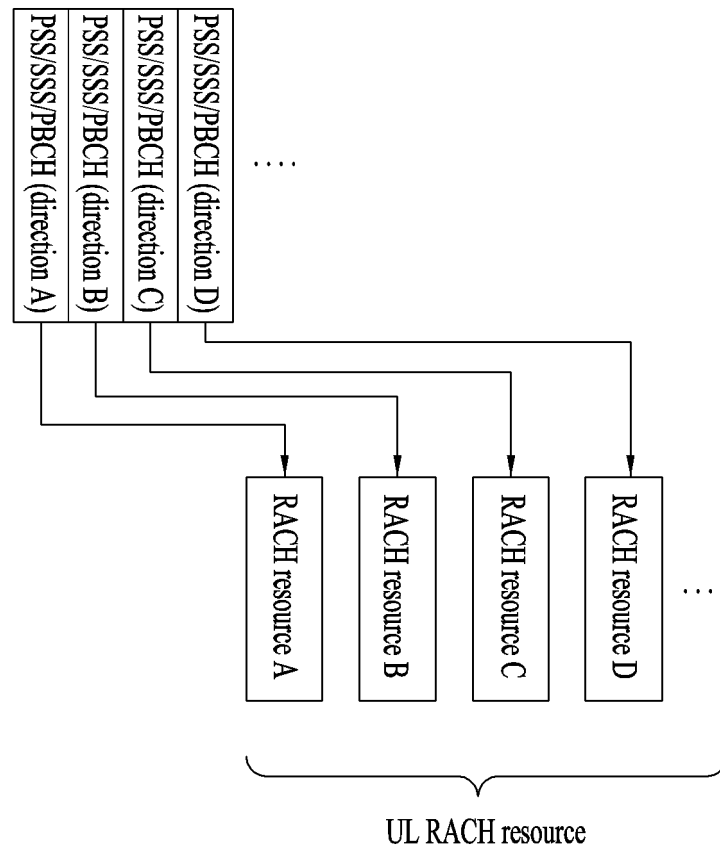 PSS/SSS/PBCH (direction A)
PSS/SSS/PBCH (direction B)
PSS/SSS/PBCH (direction C)
PSS/SSS/PBCH (direction D)
....
RACH resource A
RACH resource B
RACH resource C
RACH resource D
...
UL RACH resource